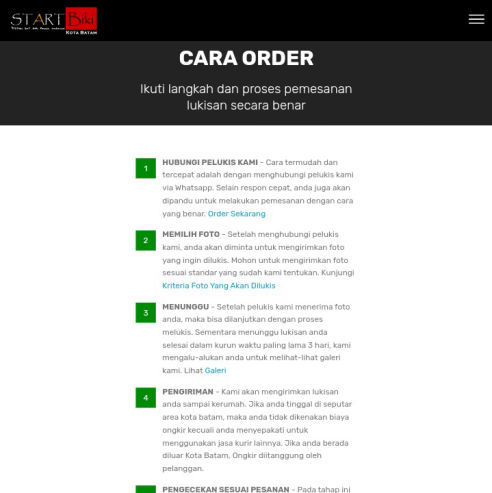 START Biki
KOTA BATAM
CARA ORDER
Ikuti langkah dan proses pemesanan
lukisan secara benar
1 HUBUNGI PELUKIS KAMI - Cara termudah dan
tercepat adalah dengan menghubungi pelukis kami
via Whatsapp. Selain respon cepat, anda juga akan
dipandu untuk melakukan pemesanan dengan cara
yang benar. Order Sekarang
2 MEMILIH FOTO - Setelah menghubungi pelukis
kami, anda akan diminta untuk mengirimkan foto
yang ingin dilukis. Mohon untuk mengirimkan foto
sesuai standar yang sudah kami tentukan. Kunjungi
Kriteria Foto Yang Akan Dilukis
3 MENUNGGU - Setelah pelukis kami menerima foto
anda, maka bisa dilanjutkan dengan proses
melukis. Sementara menunggu lukisan anda
selesai dalam kurun waktu paling lama 3 hari, kami
mengalu-alukan anda untuk melihat-lihat galeri
kami. Lihat Galeri
4 PENGIRIMAN - Kami akan mengirimkan lukisan
anda sampai kerumah. Jika anda tinggal di seputar
area kota batam, maka anda tidak dikenakan biaya
ongkir kecuali anda menyepakati untuk
menggunakan jasa kurir lainnya. Jika anda berada
diluar Kota Batam, Ongkir diitanggung oleh
pelanggan.
PENGECEKAN SESUAI PESANAN - Pada tahap ini